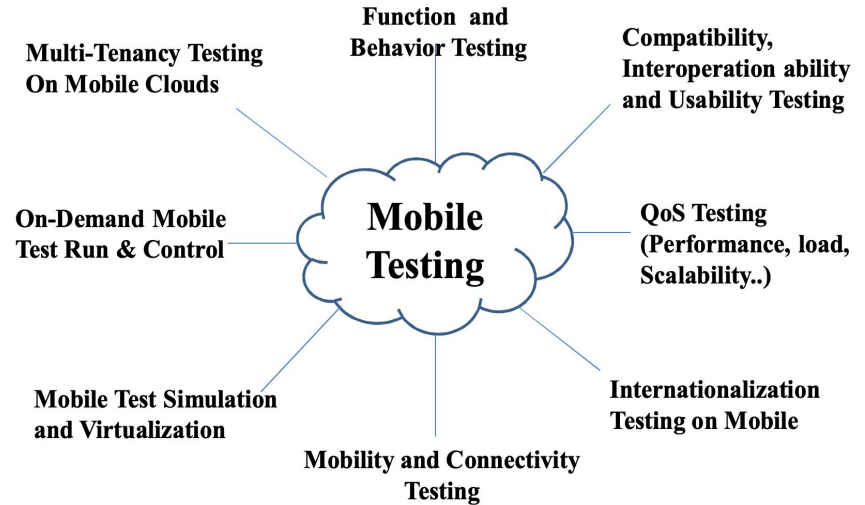 Function and
Behavior Testing
Multi-Tenancy Testing
On Mobile Clouds
Compatibility,
Interoperation ability
and Usability Testing
Mobile
Testing
On-Demand Mobile
Test Run & Control
QoS Testing
(Performance, load,
Scalability..)
Mobile Test Simulation
and Virtualization
Internationalization
Testing on Mobile
Mobility and Connectivity
Testing